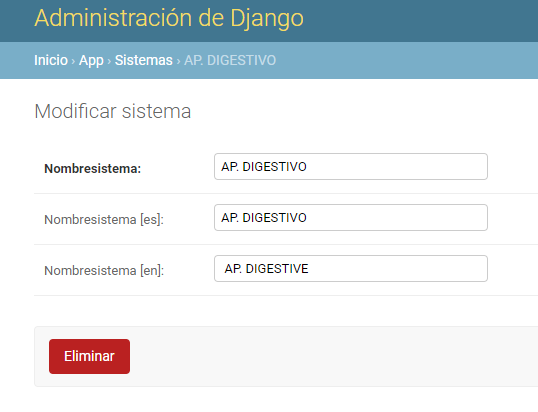 Administración de Django
Inicio › App › Sistemas › AP. DIGESTIVO
Modificar sistema
Nombresistema: AP. DIGESTIVO
Nombresistema [es]: AP. DIGESTIVO
Nombresistema [en]: AP. DIGESTIVE
Eliminar